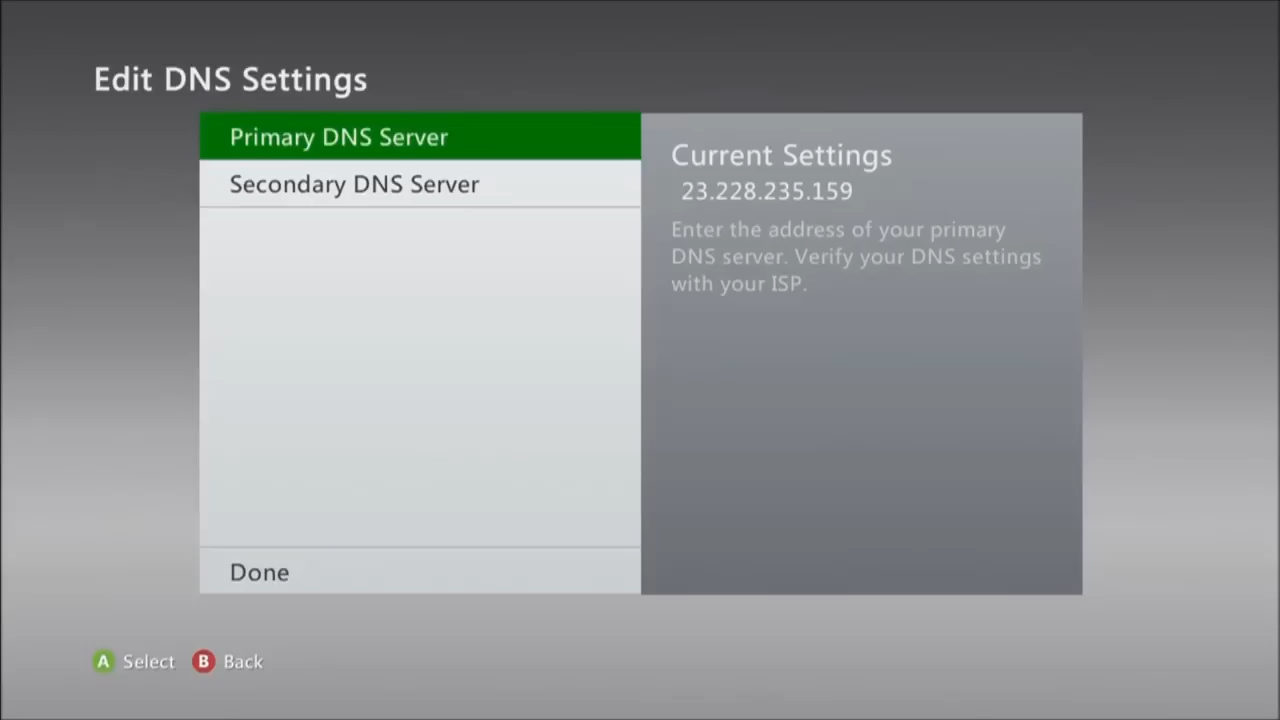 Edit DNS Settings
Primary DNS Server
Secondary DNS Server
Done
Current Settings
23.228.235.159
Enter the address of your primary
DNS server. Verify your DNS settings
with your ISP.
A Select B Back